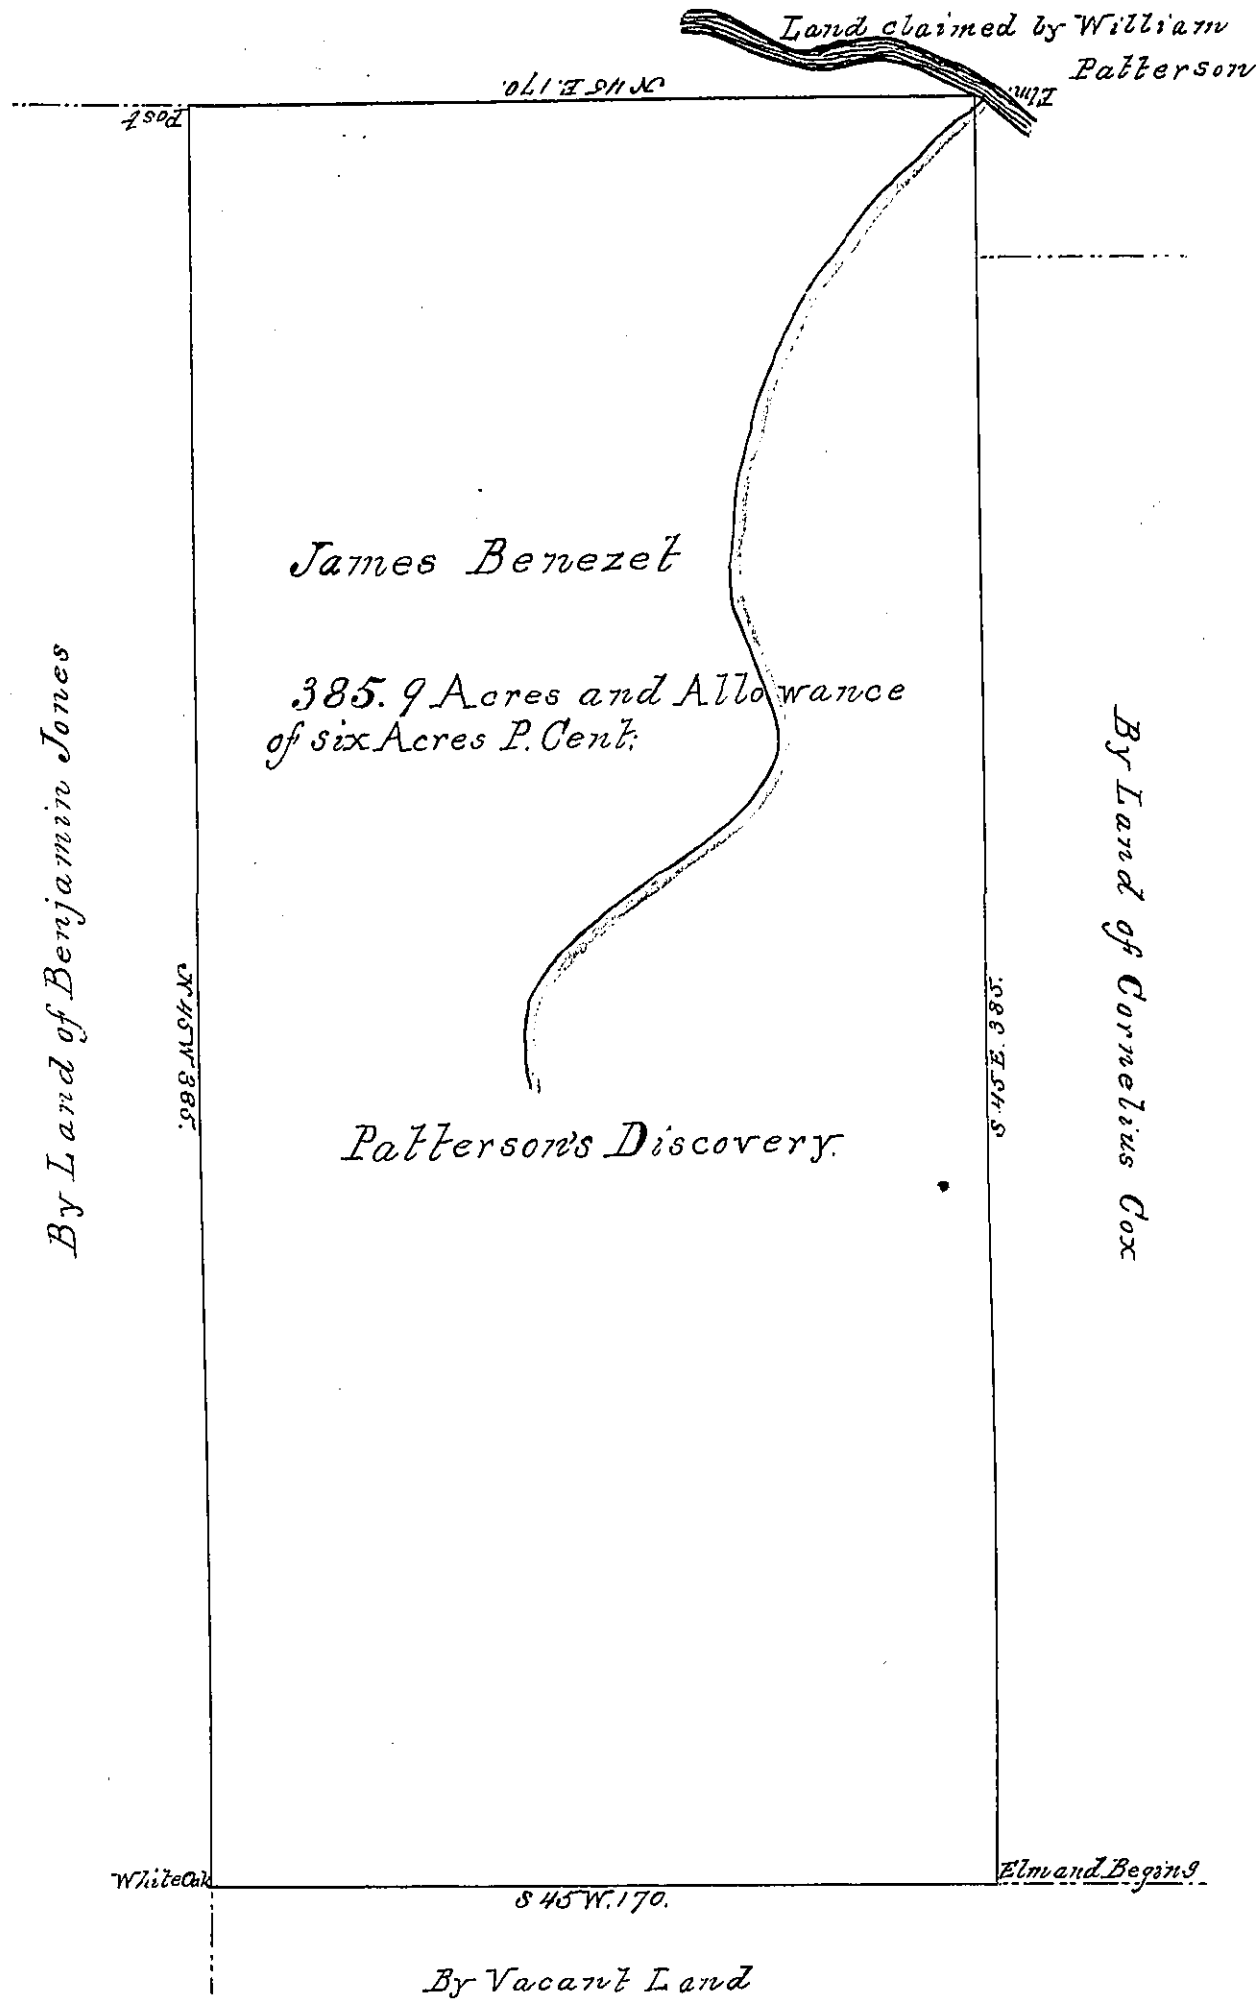 Land claimed by William
Patterson
N 45 E. 170.
Post
Elm.
James Benezet
385. 9 Acres and Allowance
of six Acres P. Cent:
By Land of Benjamin Jones
N 45 W 385.
S 45 E. 385.
By Land of Cornelius Cox
Patterson's Discovery.
White Oak
Elm and Beging
S 45 W. 170.
By Vacant Land